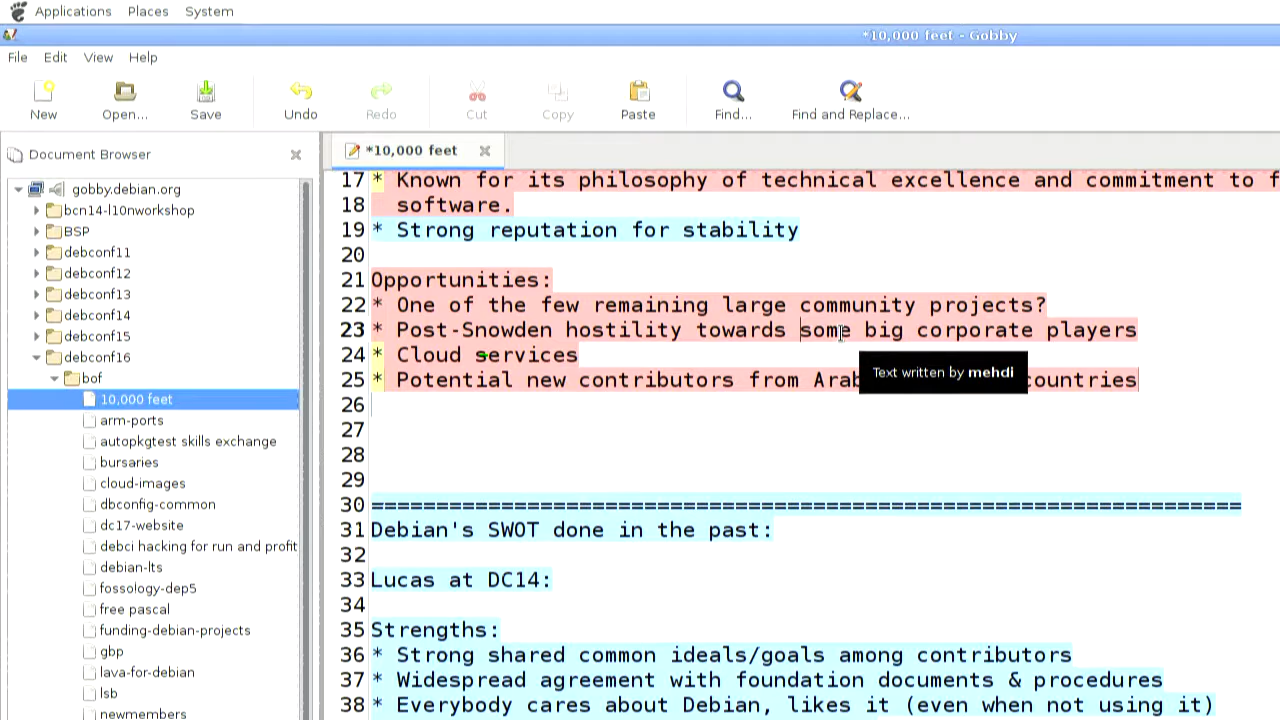 Applications Places System
*10,000 feet - Gobby
File Edit View Help
New Open... Save Undo Redo Cut Copy Paste Find... Find and Replace...
Document Browser
gobby.debian.org
bcn14-l10nworkshop
BSP
debconf11
debconf12
debconf13
debconf14
debconf15
debconf16
bof
10,000 feet
arm-ports
autopkgtest skills exchange
bursaries
cloud-images
dbconfig-common
dc17-website
debci hacking for run and profit
debian-lts
fossology-dep5
free pascal
funding-debian-projects
gbp
lava-for-debian
lsb
newmembers
*10,000 feet
17 * Known for its philosophy of technical excellence and commitment to f
18 software.
19 * Strong reputation for stability
20
21 Opportunities:
22 * One of the few remaining large community projects?
23 * Post-Snowden hostility towards some big corporate players
24 * Cloud services
25 * Potential new contributors from Arab countries
Text written by mehdi
26
27
28
29
30 ===================================================================
31 Debian's SWOT done in the past:
32
33 Lucas at DC14:
34
35 Strengths:
36 * Strong shared common ideals/goals among contributors
37 * Widespread agreement with foundation documents & procedures
38 * Everybody cares about Debian, likes it (even when not using it)